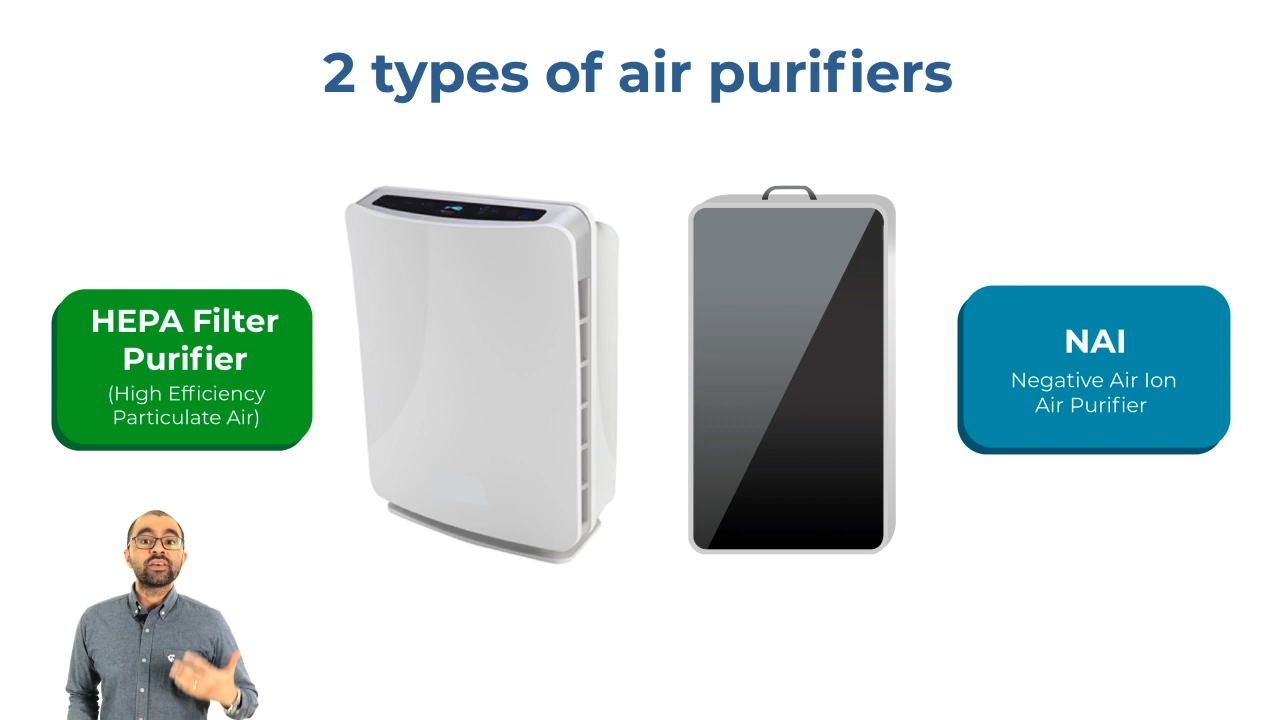 2 types of air purifiers
HEPA Filter
Purifier
(High Efficiency
Particulate Air)
NAI
Negative Air Ion
Air Purifier